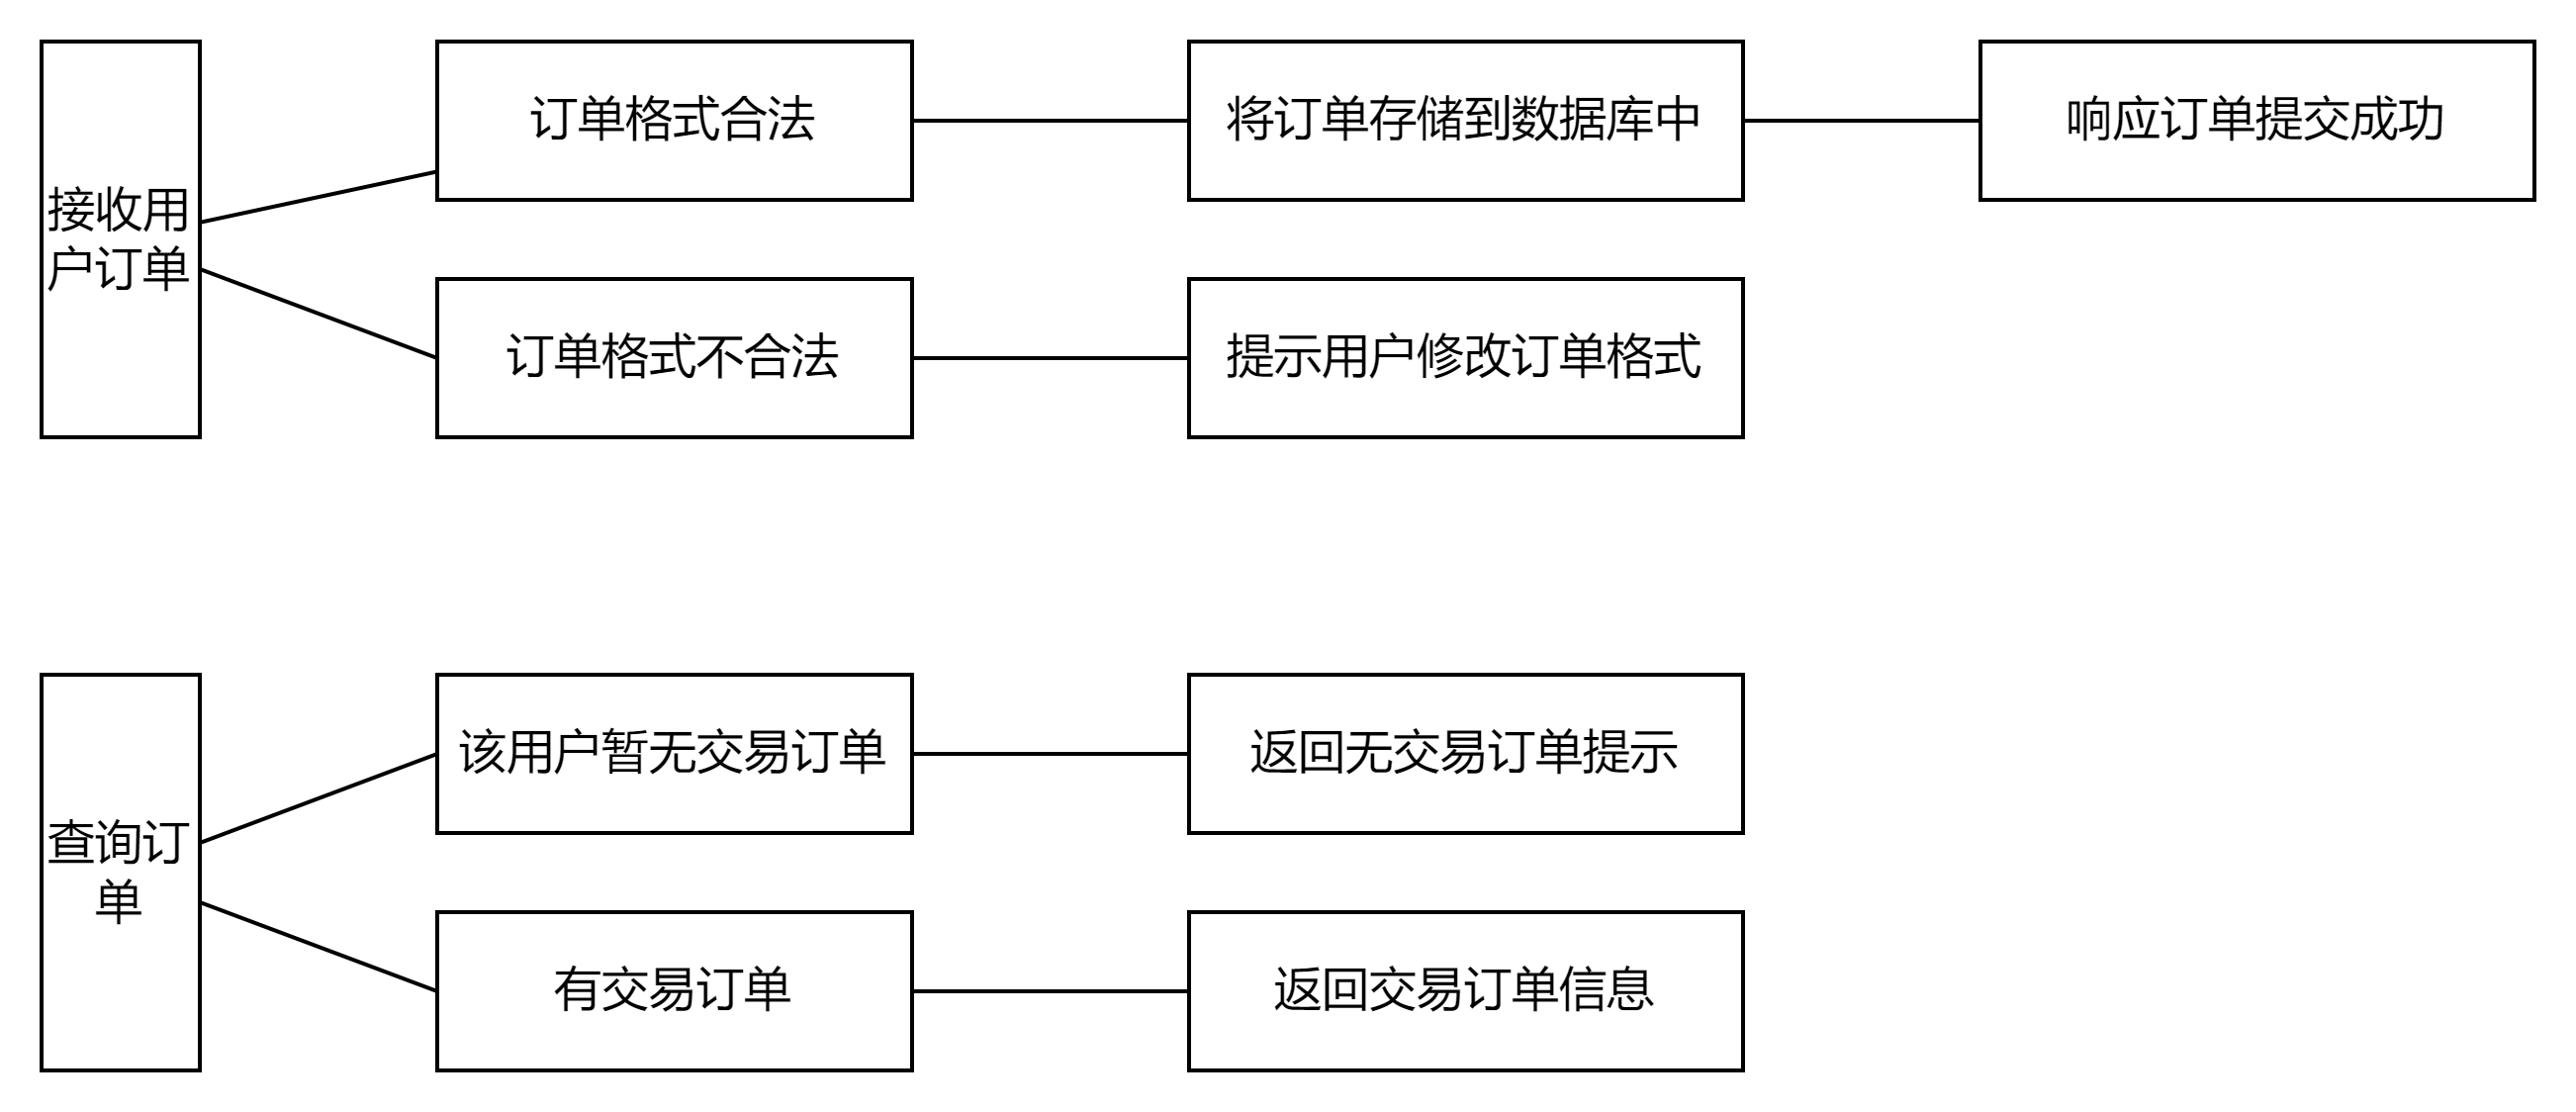 接收用
户订单
订单格式合法
将订单存储到数据库中
响应订单提交成功
订单格式不合法
提示用户修改订单格式
查询订
单
该用户暂无交易订单
返回无交易订单提示
有交易订单
返回交易订单信息